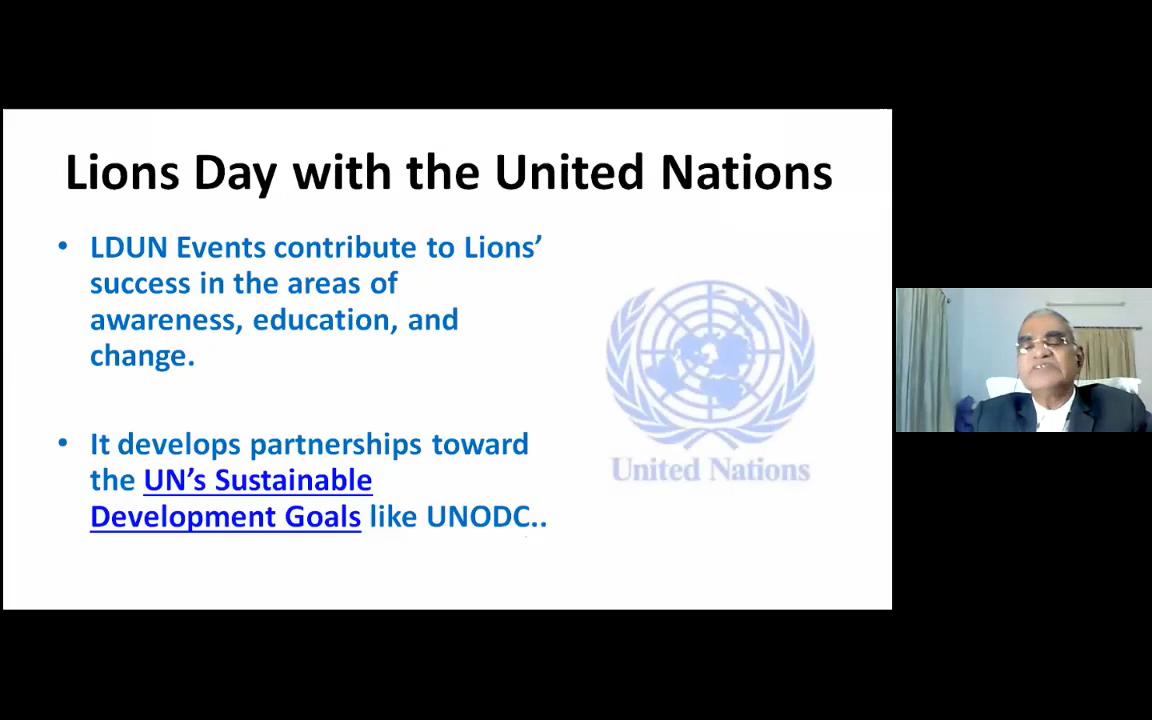 Lions Day with the United Nations
• LDUN Events contribute to Lions’
success in the areas of
awareness, education, and
change.
• It develops partnerships toward
the UN’s Sustainable
Development Goals like UNODC..
United Nations